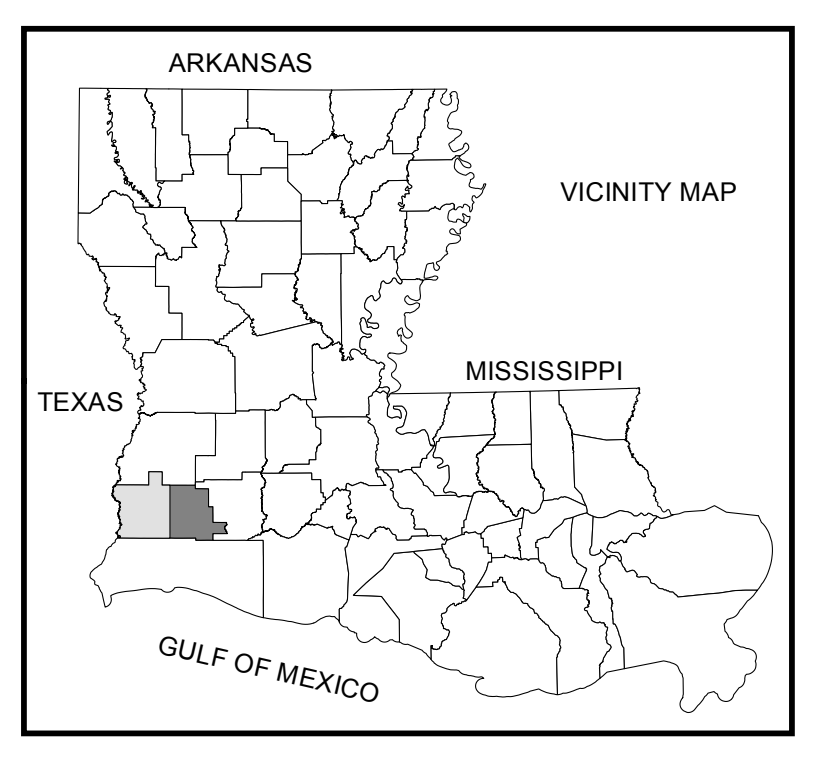 ARKANSAS
VICINITY MAP
MISSISSIPPI
TEXAS
GULF OF MEXICO